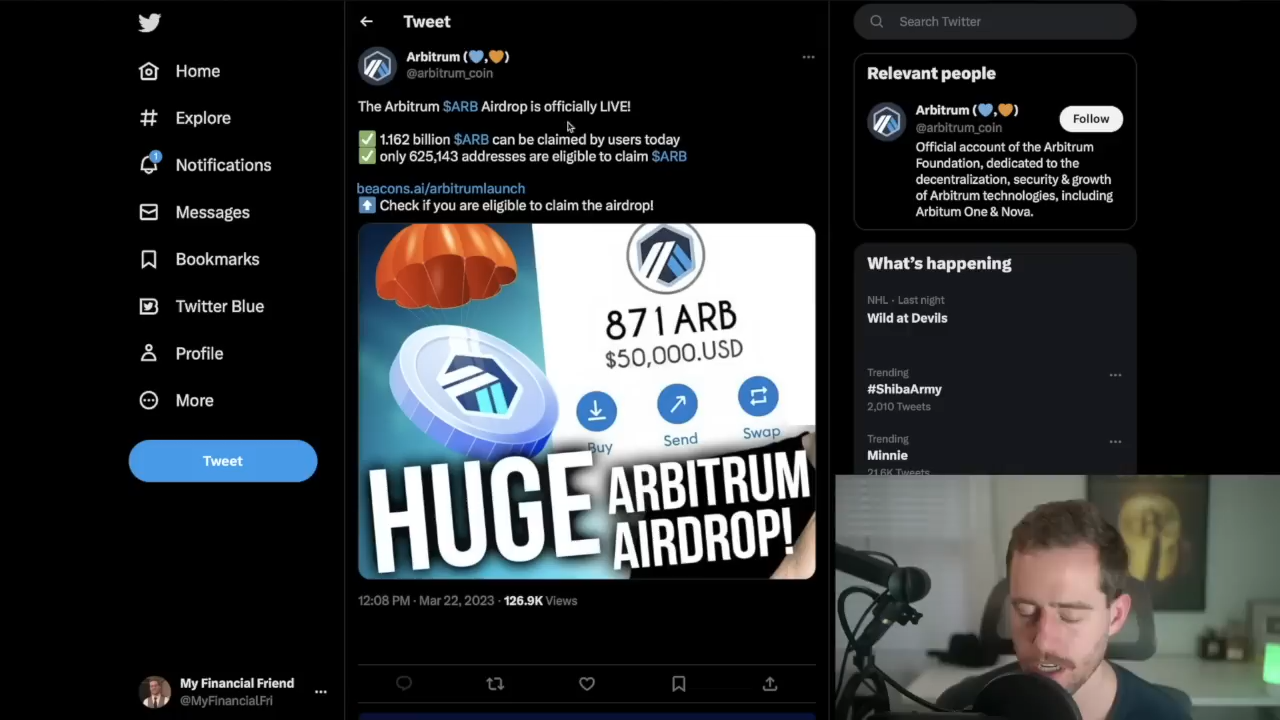 Home
Explore
1
Notifications
Messages
Bookmarks
Twitter Blue
Profile
More
Tweet
My Financial Friend
@MyFinancialFri
Tweet
Arbitrum (💙,🧡)
@arbitrum_coin
The Arbitrum $ARB Airdrop is officially LIVE!
✅ 1.162 billion $ARB can be claimed by users today
✅ only 625,143 addresses are eligible to claim $ARB
beacons.ai/arbitrumlaunch
⬆️ Check if you are eligible to claim the airdrop!
871 ARB
$50,000.USD
Buy Send Swap
HUGE ARBITRUM
AIRDROP!
12:08 PM · Mar 22, 2023 · 126.9K Views
Search Twitter
Relevant people
Arbitrum (💙,🧡)
@arbitrum_coin
Follow
Official account of the Arbitrum
Foundation, dedicated to the
decentralization, security & growth
of Arbitrum technologies, including
Arbitum One & Nova.
What's happening
NHL · Last night
Wild at Devils
Trending
#ShibaArmy
2,010 Tweets
Trending
Minnie
21.6K Tweets